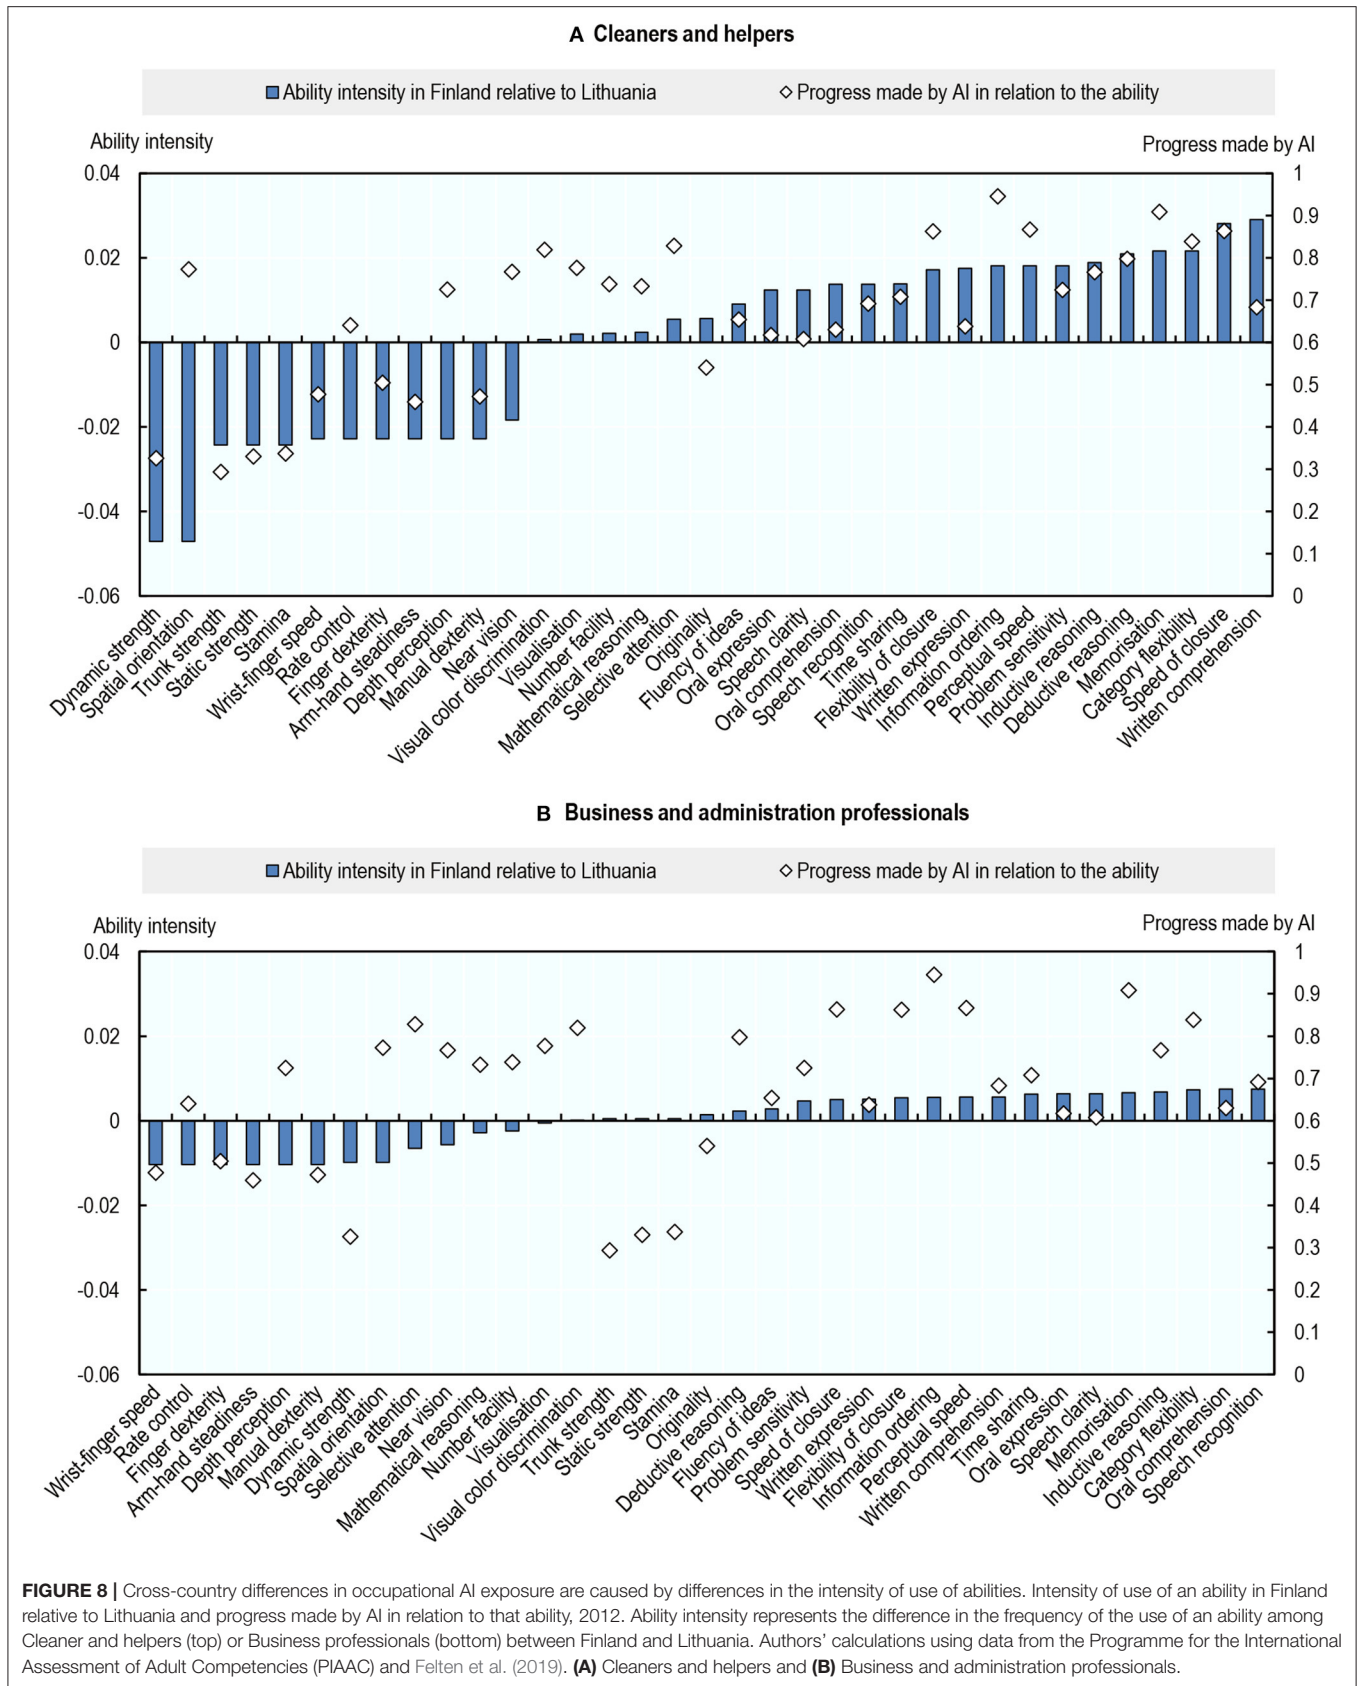 A Cleaners and helpers
Ability intensity in Finland relative to Lithuania
Progress made by AI in relation to the ability
Ability intensity
Progress made by AI
0.04
0.02
0
-0.02
-0.04
-0.06
1
0.9
0.8
0.7
0.6
0.5
0.4
0.3
0.2
0.1
0
Dynamic strength
Spatial orientation
Trunk strength
Static strength
Stamina
Wrist-finger speed
Rate control
Finger dexterity
Arm-hand steadiness
Depth perception
Manual dexterity
Near vision
Visual color discrimination
Visualisation
Number facility
Mathematical reasoning
Selective attention
Originality
Fluency of ideas
Oral expression
Speech clarity
Oral comprehension
Speech recognition
Time sharing
Flexibility of closure
Written expression
Information ordering
Perceptual speed
Problem sensitivity
Inductive reasoning
Deductive reasoning
Memorisation
Category flexibility
Speed of closure
Written comprehension
B Business and administration professionals
Ability intensity in Finland relative to Lithuania
Progress made by AI in relation to the ability
Ability intensity
Progress made by AI
0.04
0.02
0
-0.02
-0.04
-0.06
1
0.9
0.8
0.7
0.6
0.5
0.4
0.3
0.2
0.1
0
Wrist-finger speed
Rate control
Finger dexterity
Arm-hand steadiness
Depth perception
Manual dexterity
Dynamic strength
Spatial orientation
Selective attention
Near vision
Mathematical reasoning
Number facility
Visualisation
Visual color discrimination
Trunk strength
Static strength
Stamina
Originality
Deductive reasoning
Fluency of ideas
Problem sensitivity
Speed of closure
Written expression
Flexibility of closure
Information ordering
Perceptual speed
Written comprehension
Time sharing
Oral expression
Speech clarity
Memorisation
Inductive reasoning
Category flexibility
Oral comprehension
Speech recognition
FIGURE 8 | Cross-country differences in occupational AI exposure are caused by differences in the intensity of use of abilities. Intensity of use of an ability in Finland
relative to Lithuania and progress made by AI in relation to that ability, 2012. Ability intensity represents the difference in the frequency of the use of an ability among
Cleaner and helpers (top) or Business professionals (bottom) between Finland and Lithuania. Authors' calculations using data from the Programme for the International
Assessment of Adult Competencies (PIAAC) and Felten et al. (2019). (A) Cleaners and helpers and (B) Business and administration professionals.